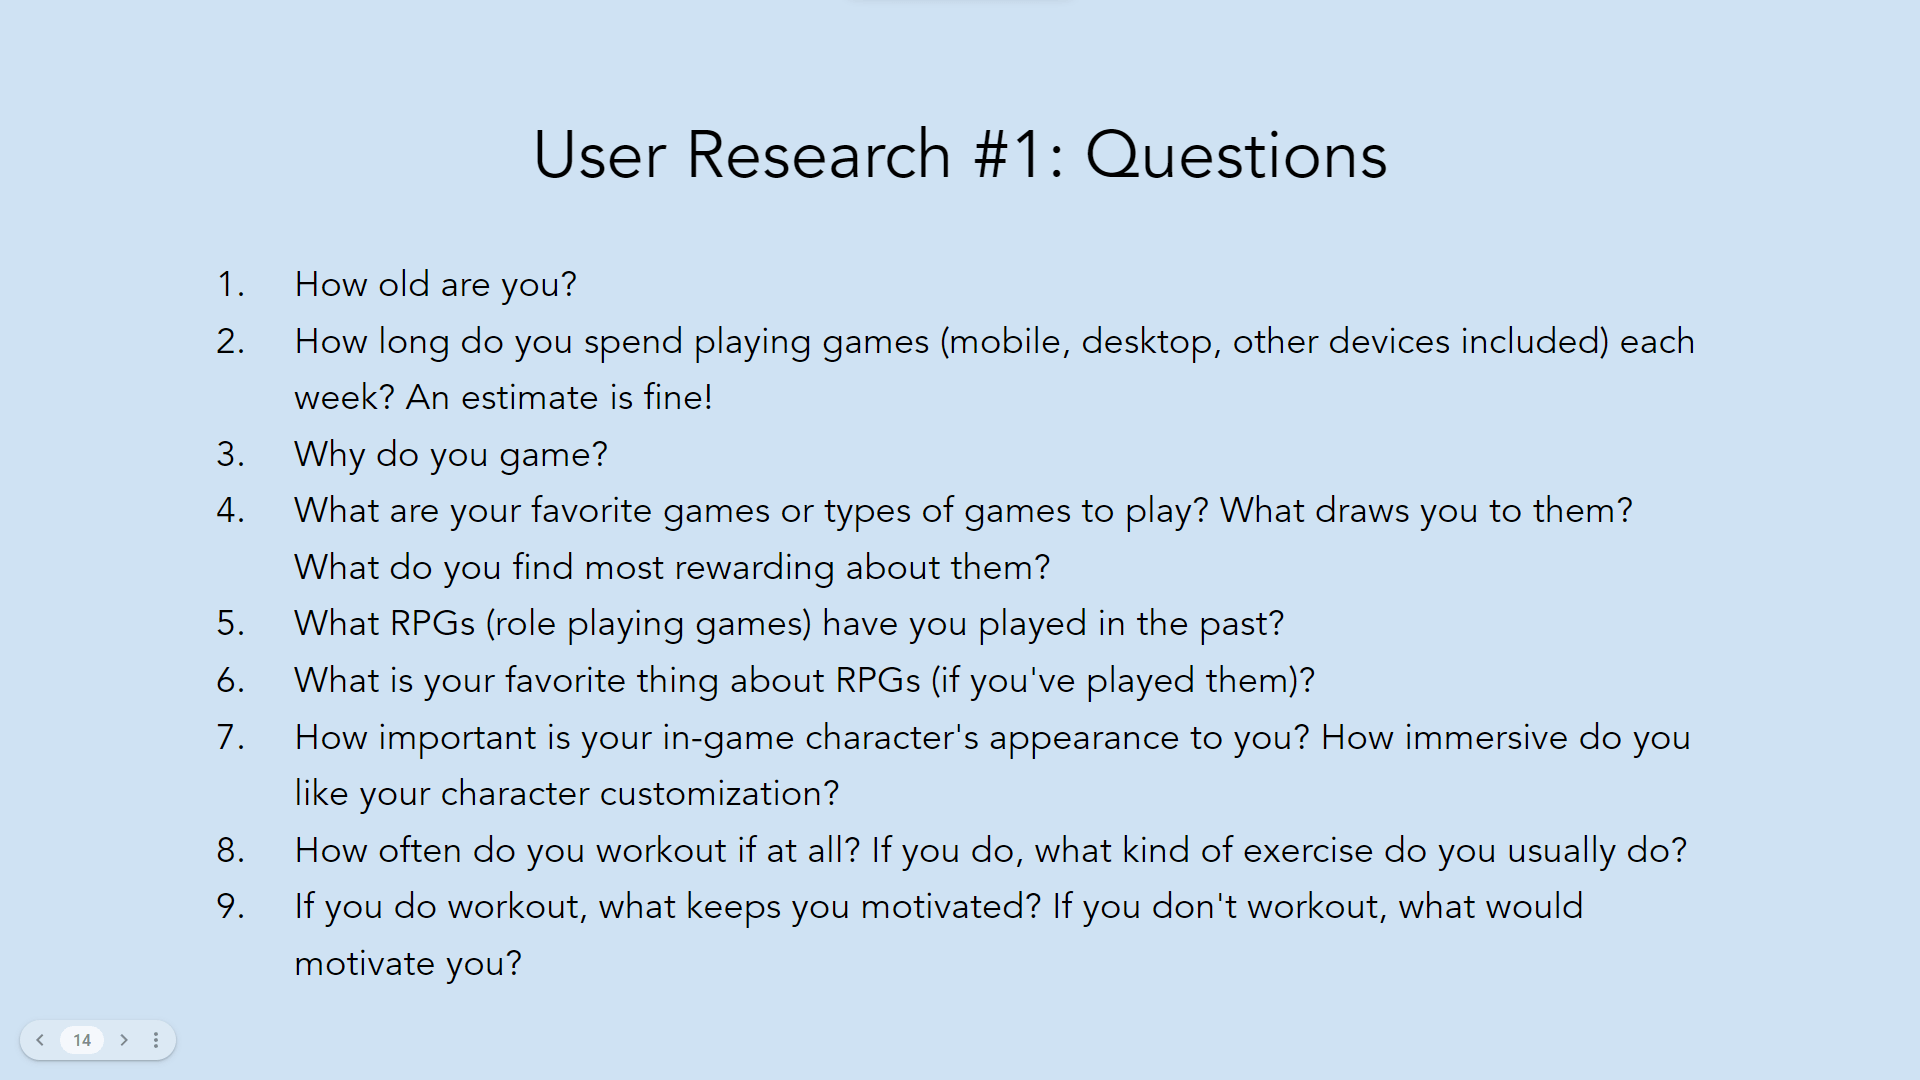 User Research #1: Questions
1. How old are you?
2. How long do you spend playing games (mobile, desktop, other devices included) each
week? An estimate is fine!
3. Why do you game?
4. What are your favorite games or types of games to play? What draws you to them?
What do you find most rewarding about them?
5. What RPGs (role playing games) have you played in the past?
6. What is your favorite thing about RPGs (if you've played them)?
7. How important is your in-game character's appearance to you? How immersive do you
like your character customization?
8. How often do you workout if at all? If you do, what kind of exercise do you usually do?
9. If you do workout, what keeps you motivated? If you don't workout, what would
motivate you?
14